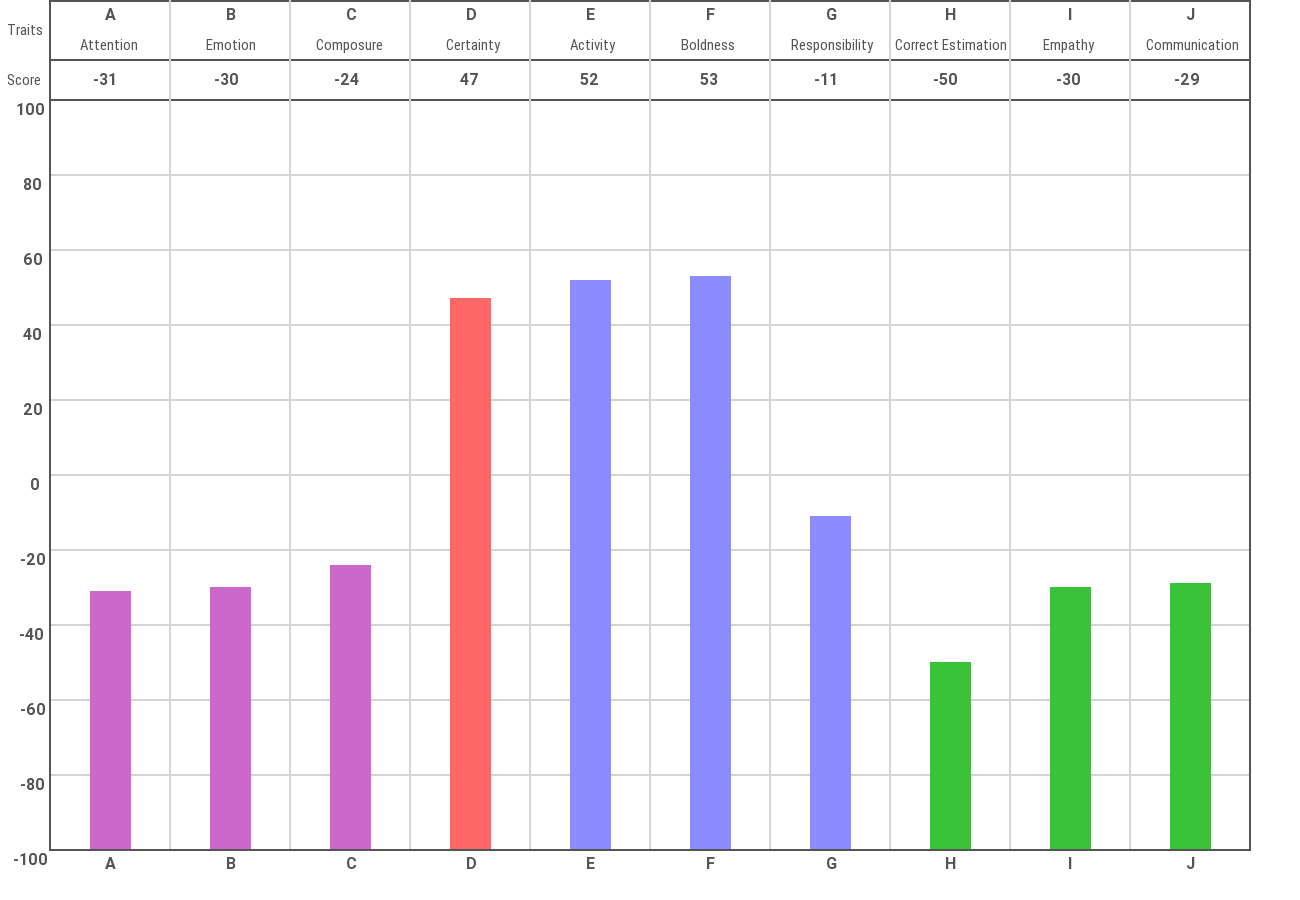 A B C D E F G H I J
Traits
Attention Emotion Composure Certainty Activity Boldness Responsibility Correct Estimation Empathy Communication
Score -31 -30 -24 47 52 53 -11 -50 -30 -29
100
80
60
40
20
0
-20
-40
-60
-80
-100
A B C D E F G H I J